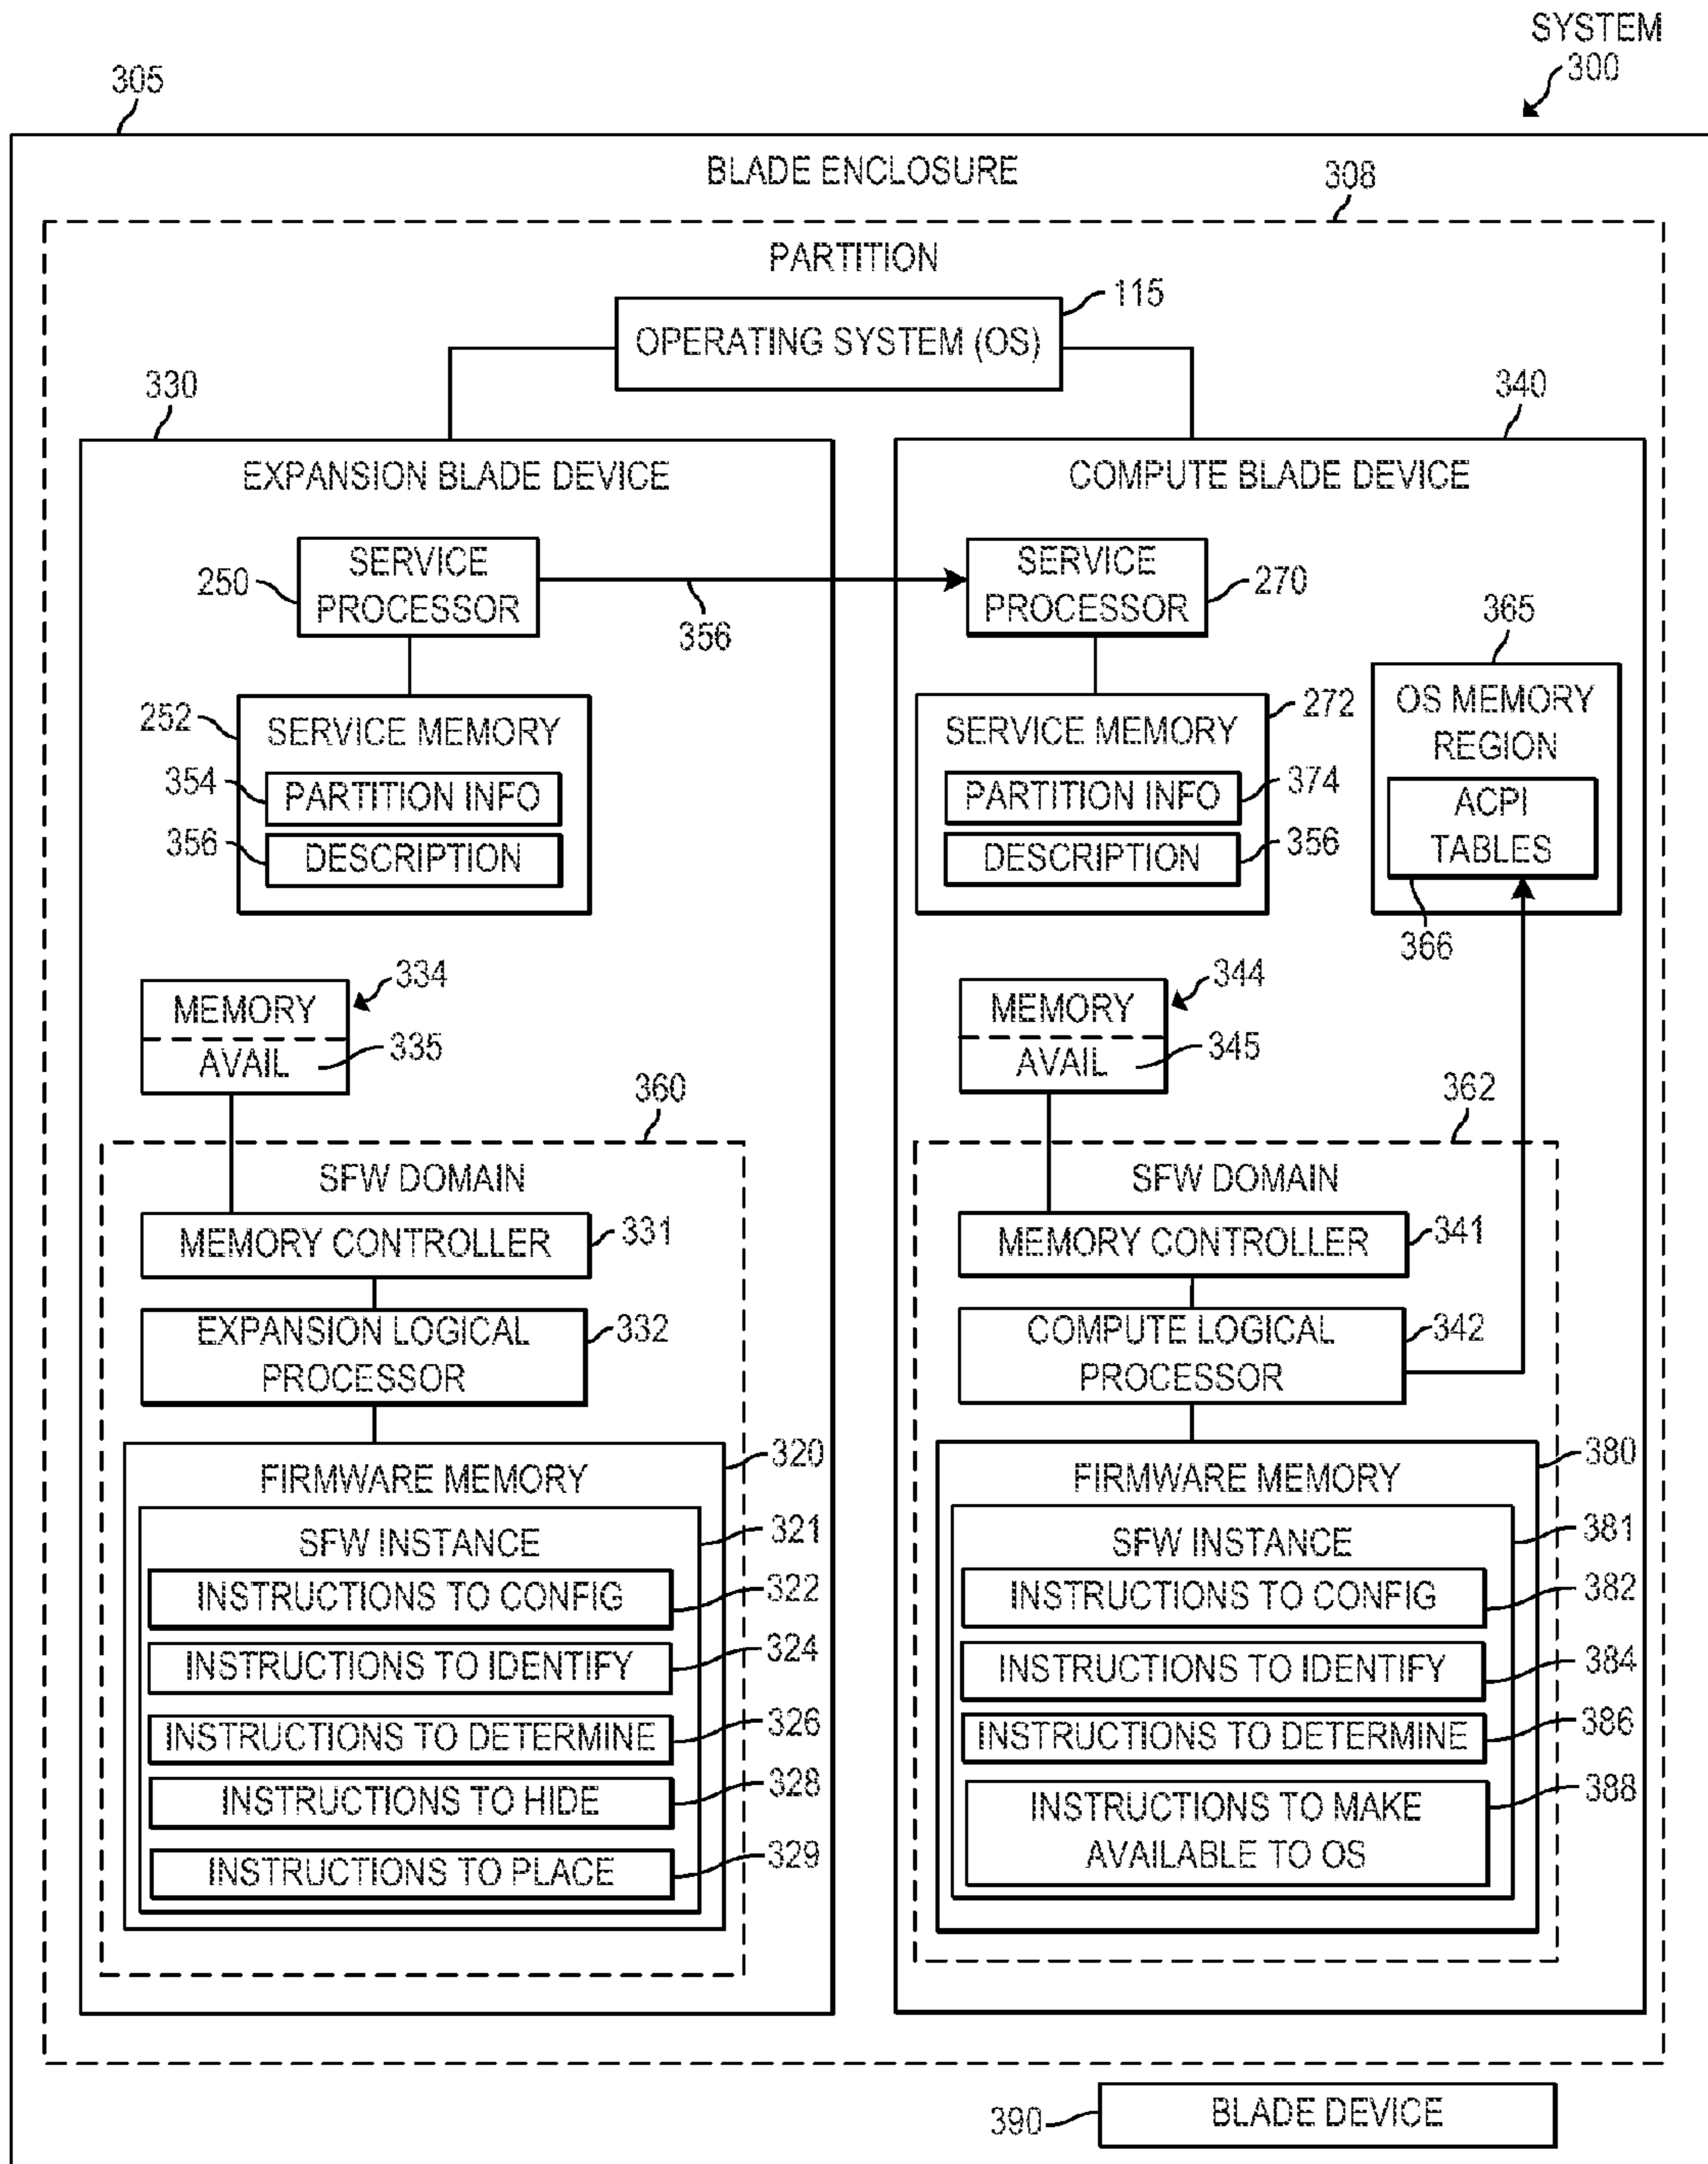 SYSTEM
300
305
BLADE ENCLOSURE
308
PARTITION
115
OPERATING SYSTEM (OS)
330
340
EXPANSION BLADE DEVICE
COMPUTE BLADE DEVICE
SERVICE
PROCESSOR
250
356
SERVICE
PROCESSOR
270
365
252
SERVICE MEMORY
354
PARTITION INFO
356
DESCRIPTION
272
SERVICE MEMORY
PARTITION INFO
374
DESCRIPTION
356
OS MEMORY
REGION
ACPI
TABLES
366
MEMORY
334
AVAIL
335
MEMORY
344
AVAIL
345
360
362
SFW DOMAIN
MEMORY CONTROLLER
331
EXPANSION LOGICAL
PROCESSOR
332
FIRMWARE MEMORY
320
SFW INSTANCE
321
INSTRUCTIONS TO CONFIG
322
INSTRUCTIONS TO IDENTIFY
324
INSTRUCTIONS TO DETERMINE
326
INSTRUCTIONS TO HIDE
328
INSTRUCTIONS TO PLACE
329
SFW DOMAIN
MEMORY CONTROLLER
341
COMPUTE LOGICAL
PROCESSOR
342
FIRMWARE MEMORY
380
SFW INSTANCE
381
INSTRUCTIONS TO CONFIG
382
INSTRUCTIONS TO IDENTIFY
384
INSTRUCTIONS TO DETERMINE
386
INSTRUCTIONS TO MAKE
AVAILABLE TO OS
388
390
BLADE DEVICE